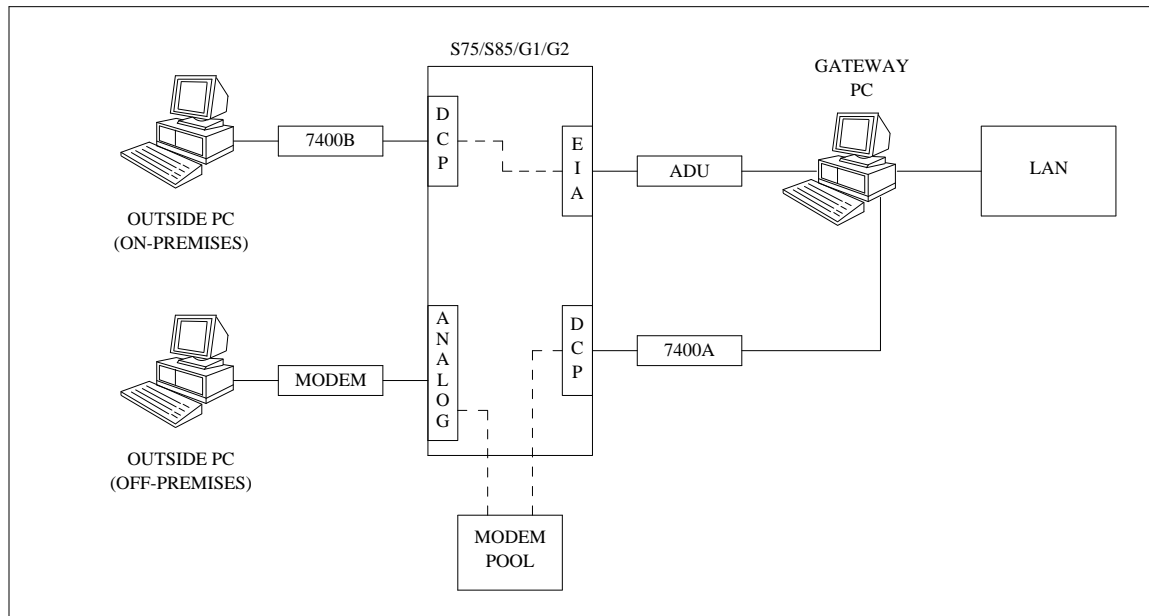 S75/S85/G1/G2
GATEWAY
PC
D
C
P
7400B
E
I
A
ADU
LAN
OUTSIDE PC
(ON-PREMISES)
A
N
A
L
O
G
D
C
P
7400A
MODEM
OUTSIDE PC
(OFF-PREMISES)
MODEM
POOL